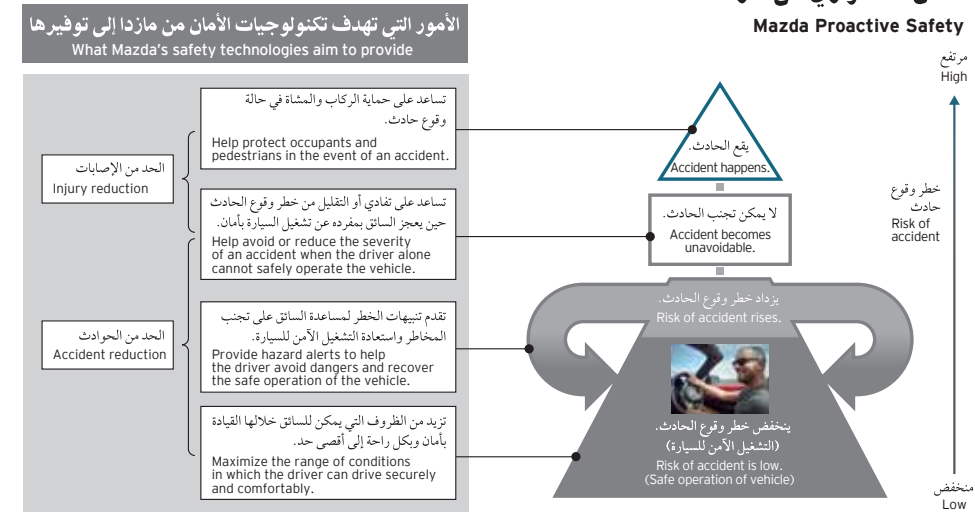 Mazda Proactive Safety
الأمور التي تهدف تكنولوجيات الأمان من مازدا إلى توفيرها
What Mazda's safety technologies aim to provide
تساعد على حماية الركاب والمشاة في حالة
وقوع حادث.
Help protect occupants and
pedestrians in the event of an accident.
الحد من الإصابات
Injury reduction
تساعد على تفادي أو التقليل من خطر وقوع الحادث
حين يعجز السائق بمفرده عن تشغيل السيارة بأمان.
Help avoid or reduce the severity
of an accident when the driver alone
cannot safely operate the vehicle.
الحد من الحوادث
Accident reduction
تقدم تنبيهات الخطر لمساعدة السائق على تجنب
المخاطر واستعادة التشغيل الآمن للسيارة.
Provide hazard alerts to help
the driver avoid dangers and recover
the safe operation of the vehicle.
تزيد من الظروف التي يمكن للسائق خلالها القيادة
بأمان وبكل راحة إلى أقصى حد.
Maximize the range of conditions
in which the driver can drive securely
and comfortably.
يقع الحادث.
Accident happens.
لا يمكن تجنب الحادث.
Accident becomes
unavoidable.
يزداد خطر وقوع الحادث.
Risk of accident rises.
ينخفض خطر وقوع الحادث.
(التشغيل الآمن للسيارة)
Risk of accident is low.
(Safe operation of vehicle)
مرتفع
High
خطر وقوع
حادث
Risk of
accident
منخفض
Low